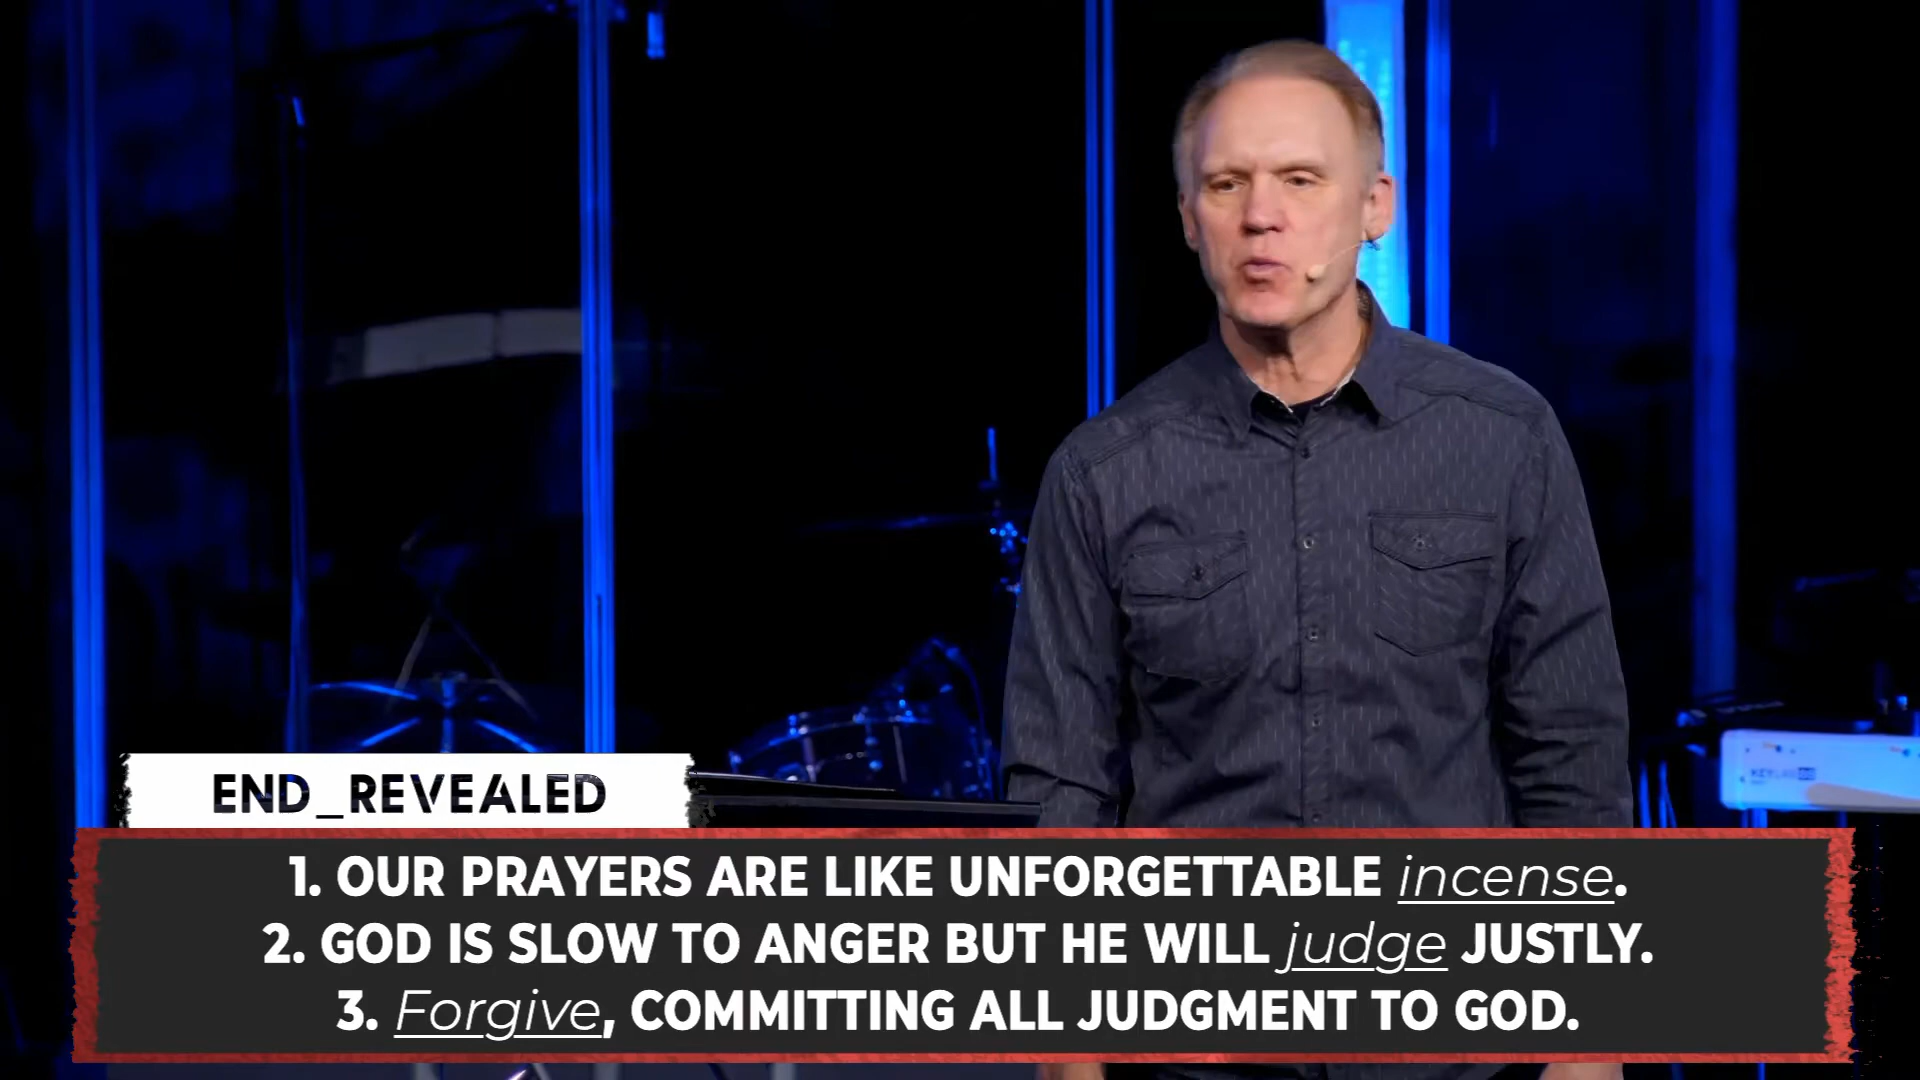 END_REVEALED
1. OUR PRAYERS ARE LIKE UNFORGETTABLE incense.
2. GOD IS SLOW TO ANGER BUT HE WILL judge JUSTLY.
3. Forgive, COMMITTING ALL JUDGMENT TO GOD.